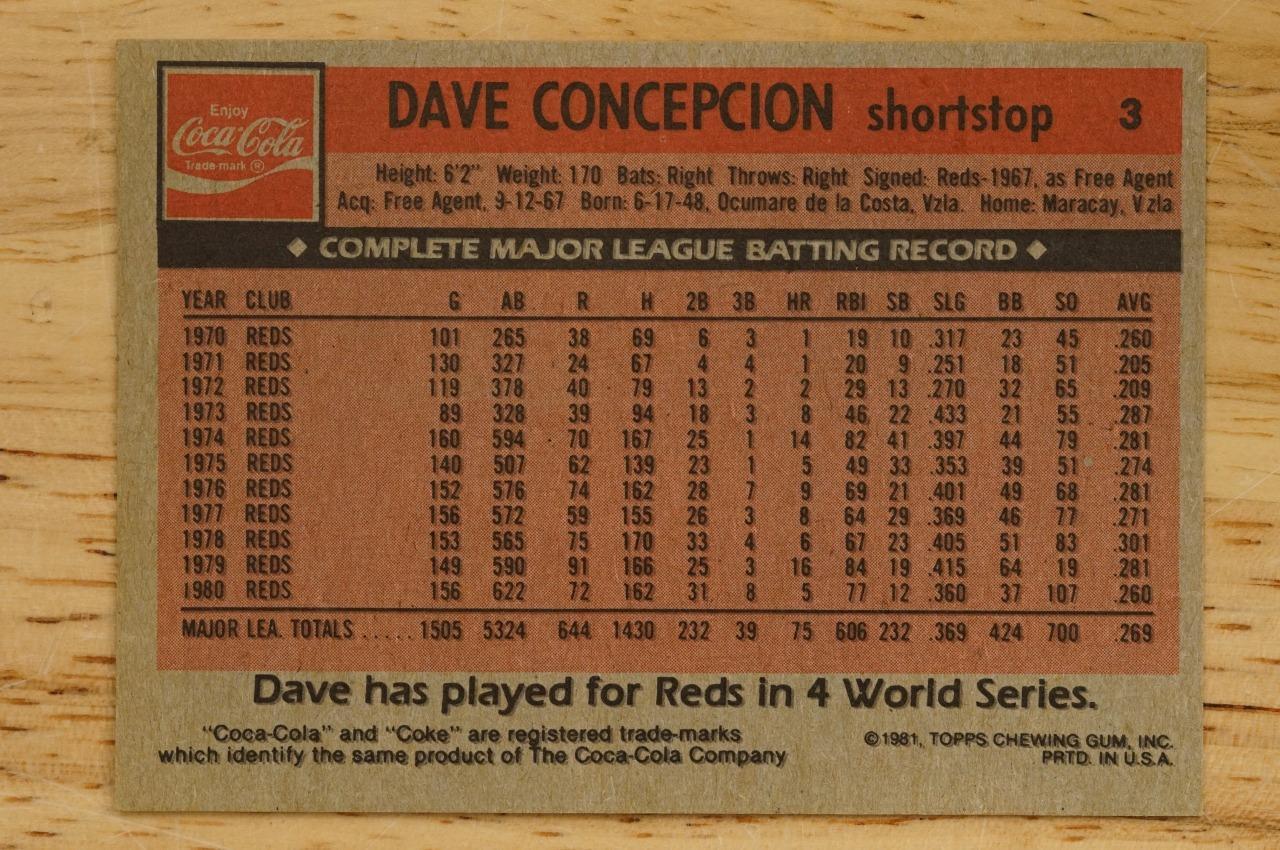 Enjoy
Coca-Cola
Trade-mark ®
DAVE CONCEPCION shortstop 3
Height: 6'2" Weight: 170 Bats: Right Throws: Right Signed: Reds-1967, as Free Agent
Acq: Free Agent, 9-12-67 Born: 6-17-48, Ocumare de la Costa, Vzla. Home: Maracay, Vzla
◆ COMPLETE MAJOR LEAGUE BATTING RECORD ◆
YEAR CLUB G AB R H 2B 3B HR RBI SB SLG BB SO AVG
1970 REDS 101 265 38 69 6 3 1 19 10 .317 23 45 .260
1971 REDS 130 327 24 67 4 4 1 20 9 .251 18 51 .205
1972 REDS 119 378 40 79 13 2 2 29 13 .270 32 65 .209
1973 REDS 89 328 39 94 18 3 8 46 22 .433 21 55 .287
1974 REDS 160 594 70 167 25 1 14 82 41 .397 44 79 .281
1975 REDS 140 507 62 139 23 1 5 49 33 .353 39 51 .274
1976 REDS 152 576 74 162 28 7 9 69 21 .401 49 68 .281
1977 REDS 156 572 59 155 26 3 8 64 29 .369 46 77 .271
1978 REDS 153 565 75 170 33 4 6 67 23 .405 51 83 .301
1979 REDS 149 590 91 166 25 3 16 84 19 .415 64 19 .281
1980 REDS 156 622 72 162 31 8 5 77 12 .360 37 107 .260
MAJOR LEA. TOTALS ..... 1505 5324 644 1430 232 39 75 606 232 .369 424 700 .269
Dave has played for Reds in 4 World Series.
"Coca-Cola" and "Coke" are registered trade-marks
which identify the same product of The Coca-Cola Company
©1981, TOPPS CHEWING GUM, INC.
PRTD. IN U.S.A.